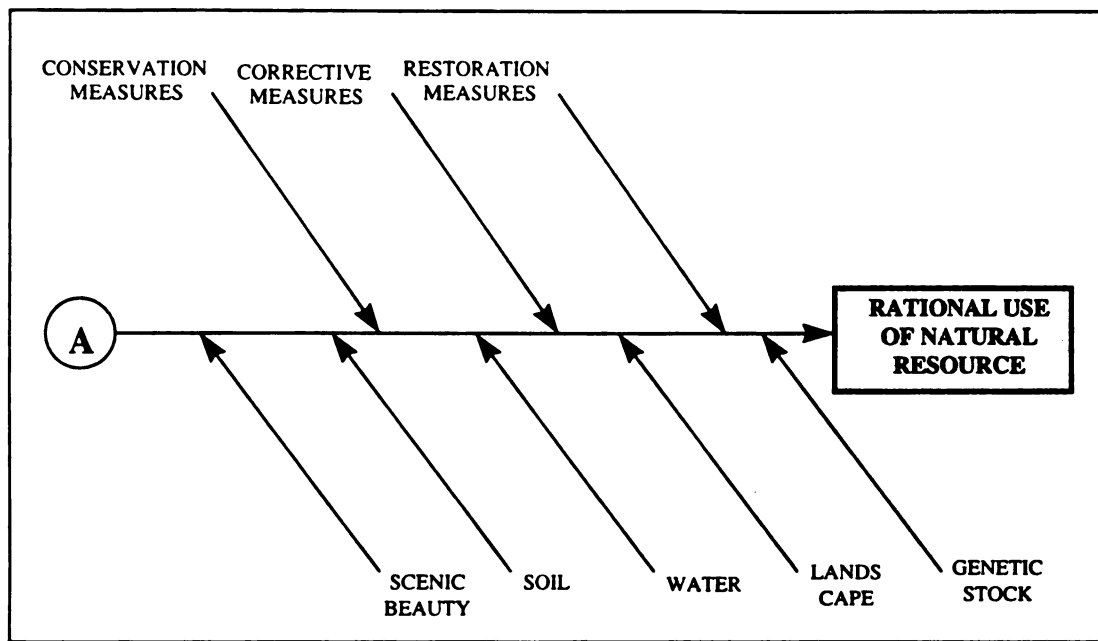 CONSERVATION
MEASURES
CORRECTIVE
MEASURES
RESTORATION
MEASURES
A
RATIONAL USE
OF NATURAL
RESOURCE
SCENIC
BEAUTY
SOIL
WATER
LANDS
CAPE
GENETIC
STOCK